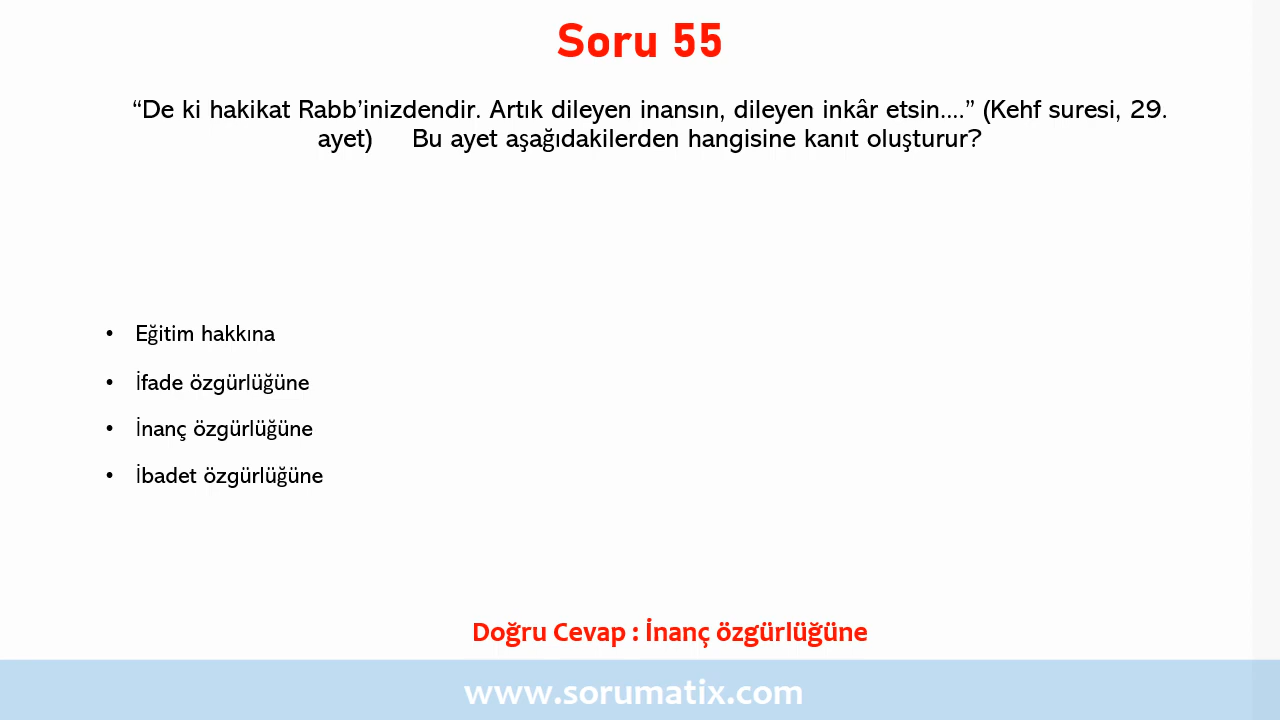 Soru 55
“De ki hakikat Rabb’inizdendir. Artık dileyen inansın, dileyen inkâr etsin....” (Kehf suresi, 29.
ayet) Bu ayet aşağıdakilerden hangisine kanıt oluşturur?
• Eğitim hakkına
• İfade özgürlüğüne
• İnanç özgürlüğüne
• İbadet özgürlüğüne
Doğru Cevap : İnanç özgürlüğüne
www.sorumatix.com